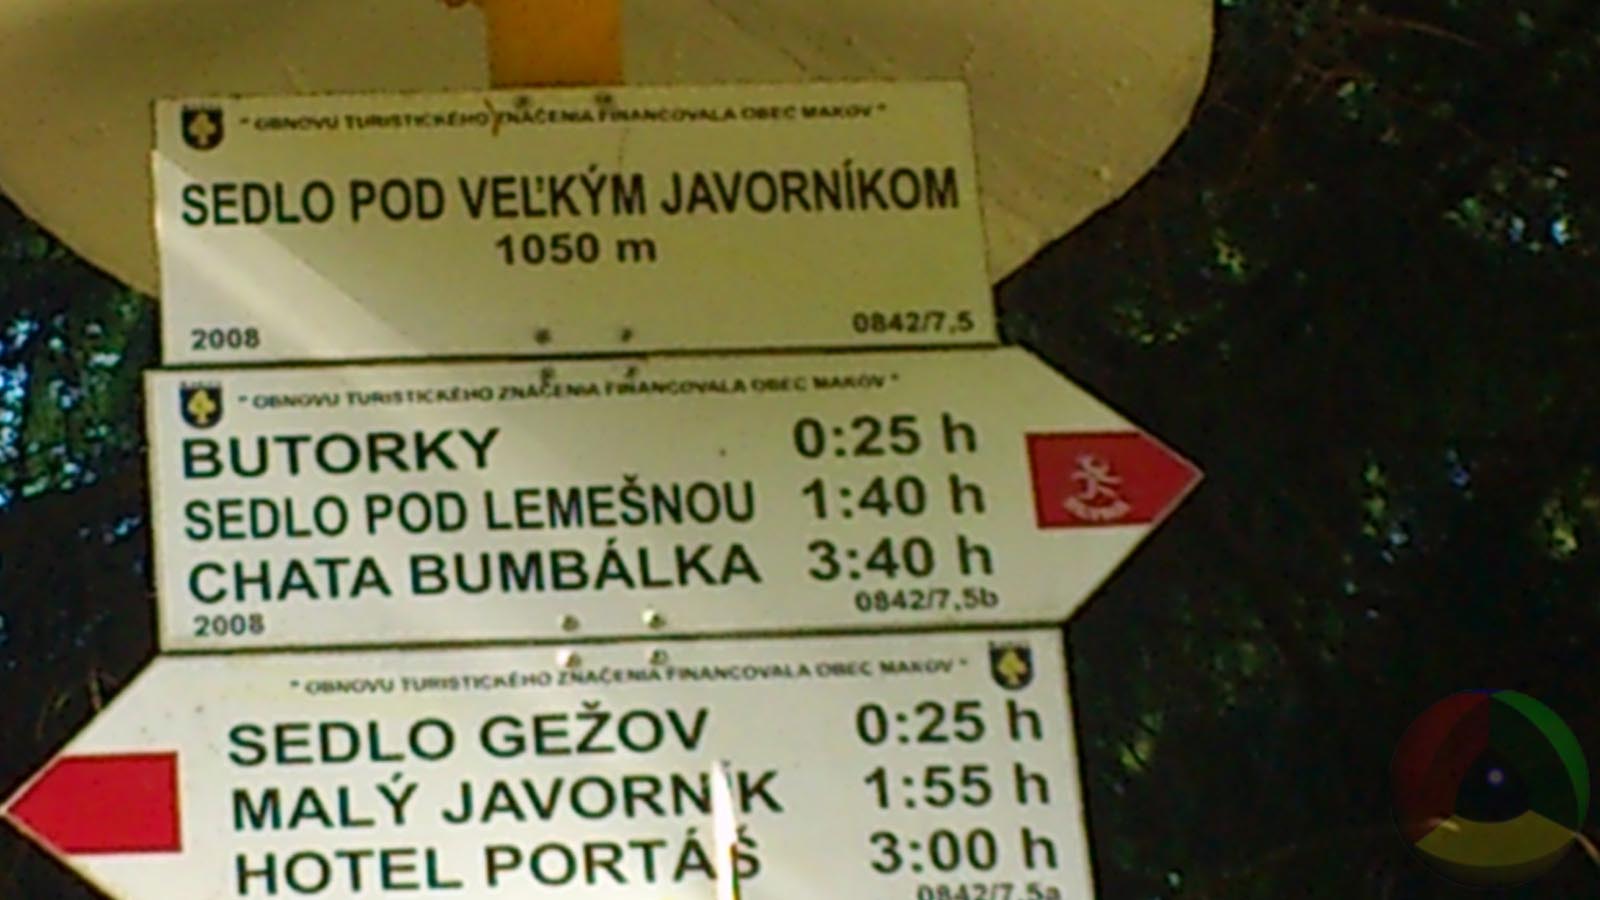 " OBNOVU TURISTICKÉHO ZNAČENIA FINANCOVALA OBEC MAKOV "
SEDLO POD VEĽKÝM JAVORNÍKOM
1050 m
2008 0842/7,5
" OBNOVU TURISTICKÉHO ZNAČENIA FINANCOVALA OBEC MAKOV "
BUTORKY 0:25 h
SEDLO POD LEMEŠNOU 1:40 h
CHATA BUMBÁLKA 3:40 h
2008 0842/7,5b
" OBNOVU TURISTICKÉHO ZNAČENIA FINANCOVALA OBEC MAKOV "
SEDLO GEŽOV 0:25 h
MALÝ JAVORNÍK 1:55 h
HOTEL PORTÁŠ 3:00 h
0842/7,5a